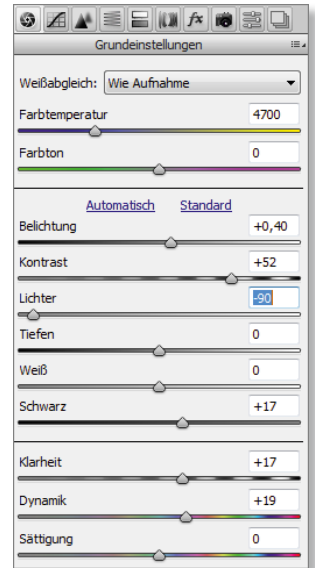 fx
Grundeinstellungen
Weißabgleich: Wie Aufnahme
Farbtemperatur 4700
Farbton 0
Automatisch Standard
Belichtung +0,40
Kontrast +52
Lichter -90
Tiefen 0
Weiß 0
Schwarz +17
Klarheit +17
Dynamik +19
Sättigung 0